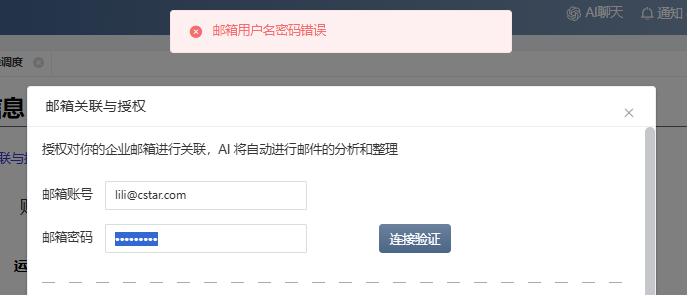 邮箱用户名密码错误
AI聊天
通知
调度
信息
邮箱关联与授权
联与
授权对你的企业邮箱进行关联，AI 将自动进行邮件的分析和整理
邮箱账号
lili@cstar.com
邮箱密码
•••••••••
连接验证
运